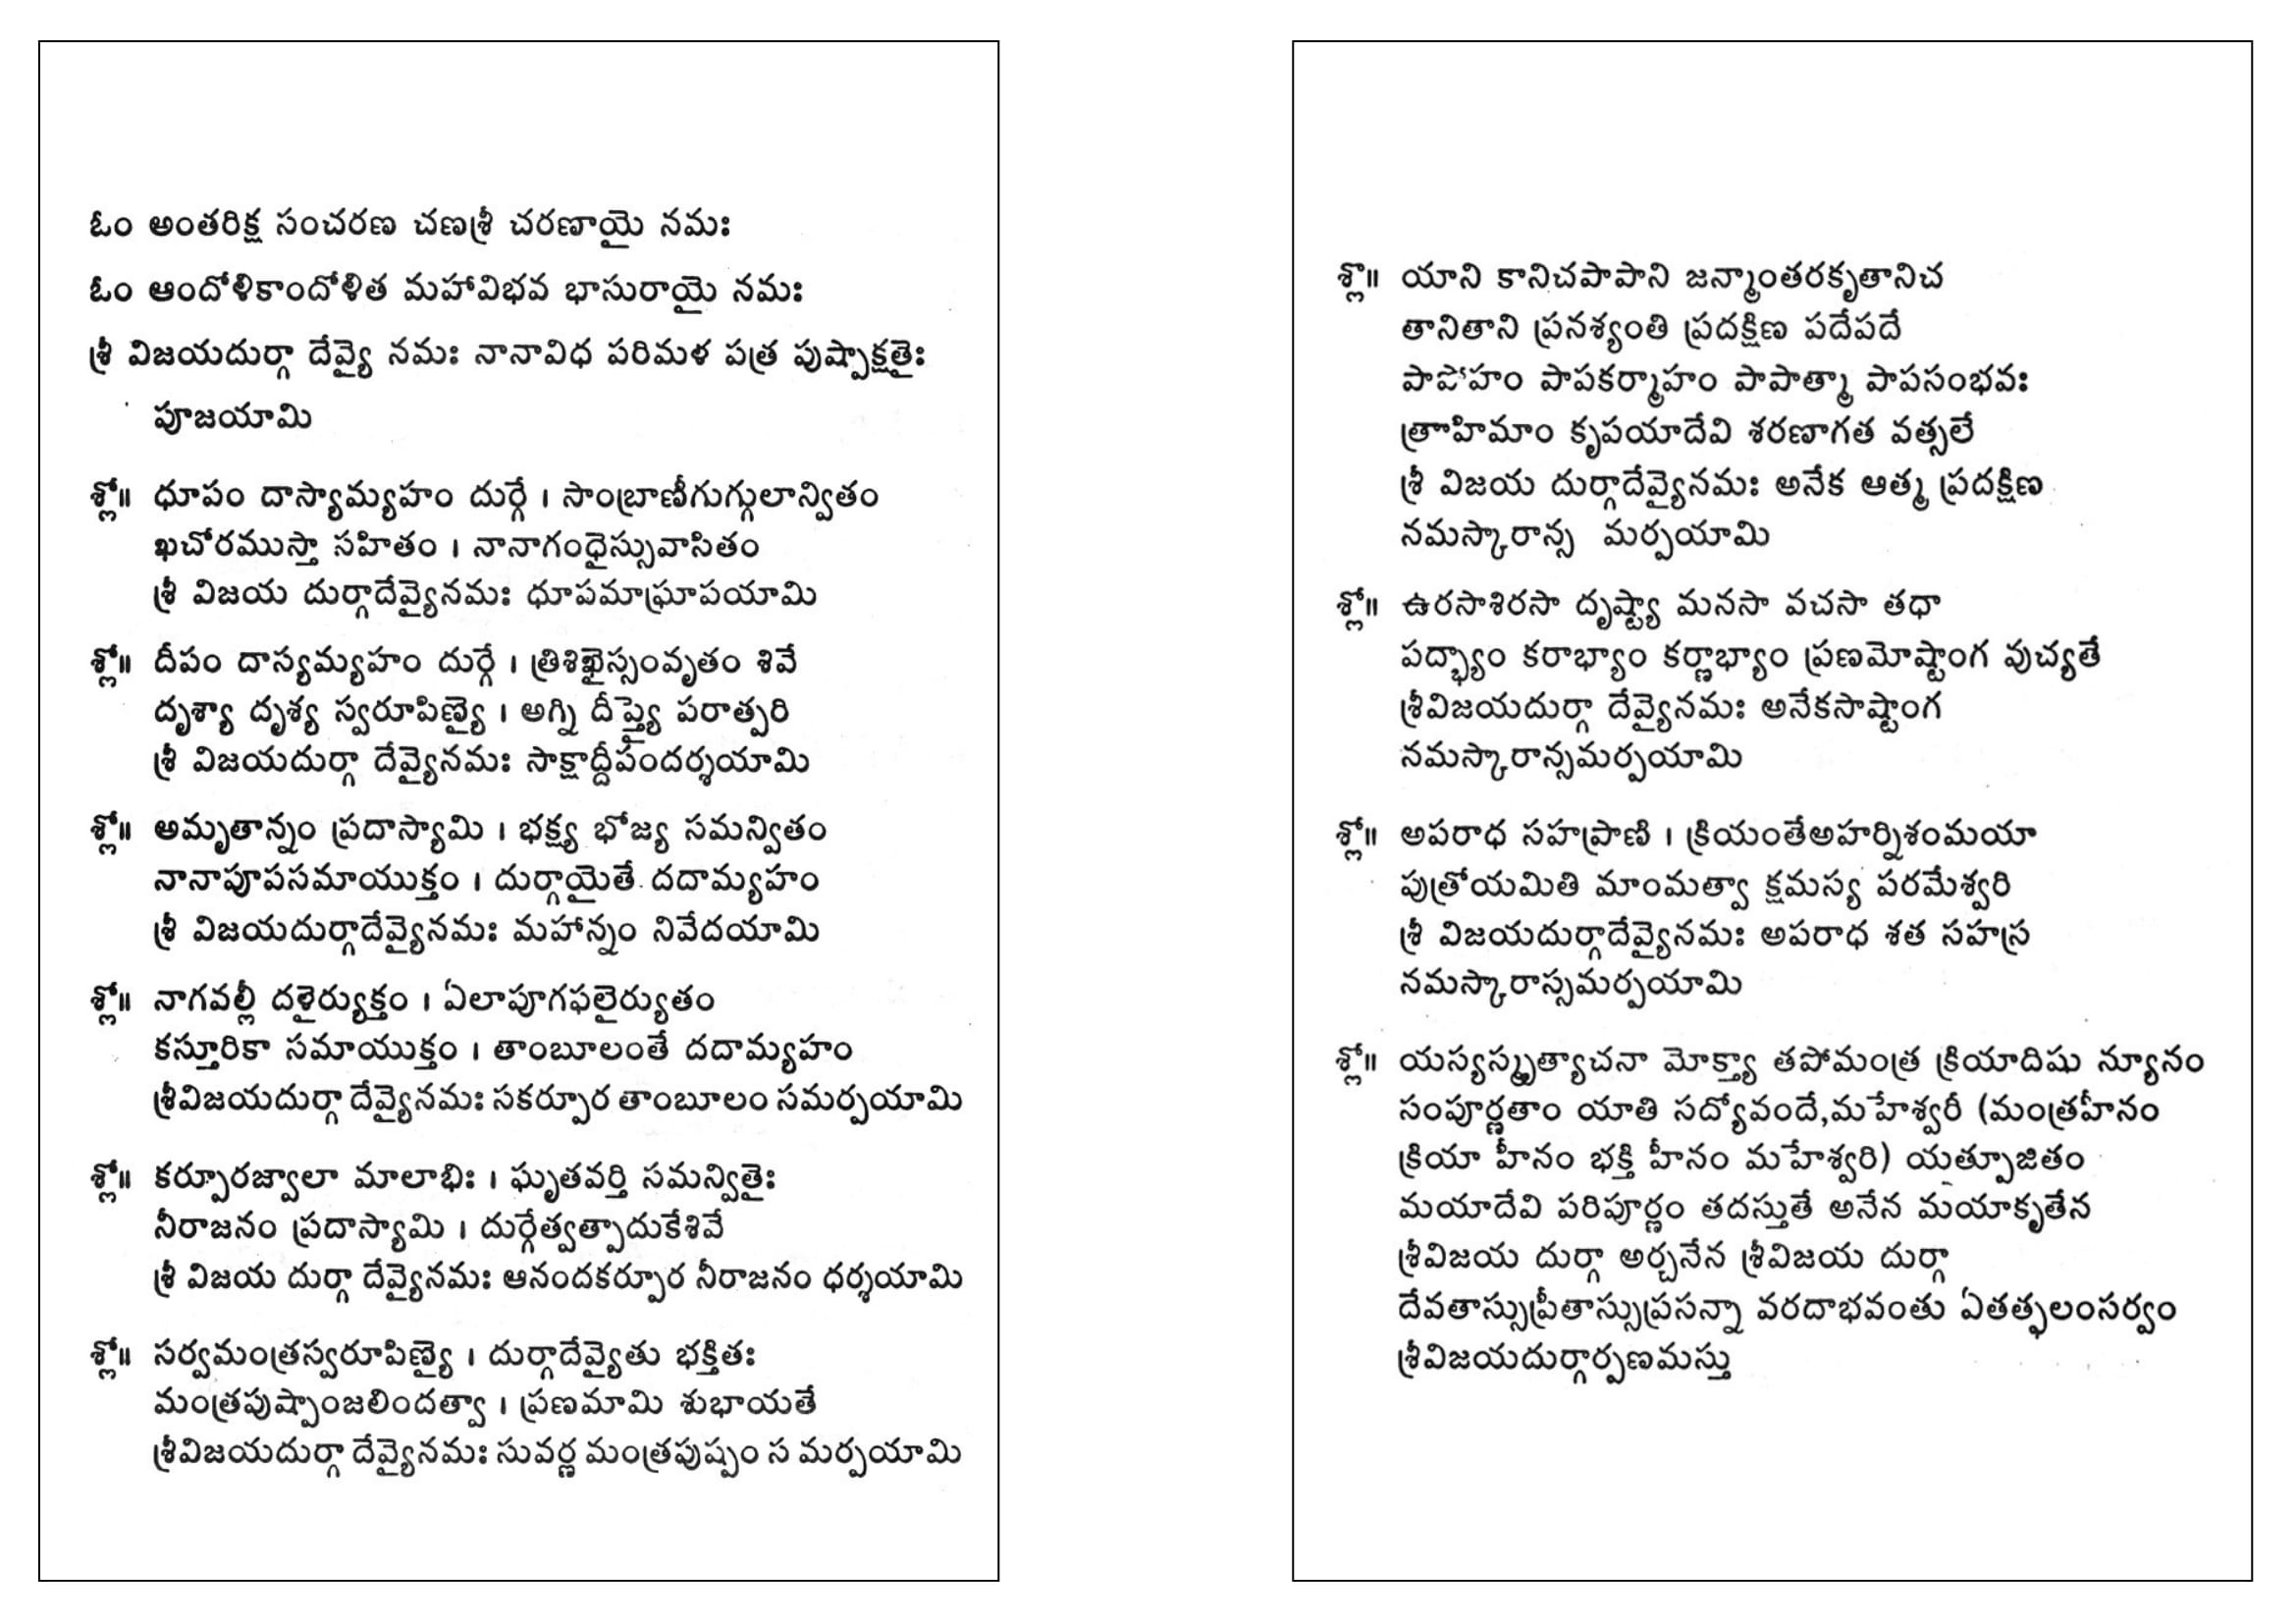 ఓం అంతరిక్ష సంచరణ చణశ్రీ చరణాయై నమః
ఓం ఆందోళికాందోళిత మహావిభవ భాసురాయై నమః
శ్రీ విజయదుర్గా దేవ్యై నమః నానావిధ పరిమళ పత్ర పుష్పాక్షతైః
పూజయామి
శ్లో॥ ధూపం దాస్యామ్యహం దుర్గే । సాంబ్రాణీగుగ్గులాన్వితం
ఖచోరముస్తా సహితం । నానాగంధైస్సువాసితం
శ్రీ విజయ దుర్గాదేవ్యైనమః ధూపమాఘ్రాపయామి
శ్లో॥ దీపం దాస్యమ్యహం దుర్గే । త్రిశిఖైస్సంవృతం శివే
దృశ్యా దృశ్య స్వరూపిణ్యై । అగ్ని దీప్త్యై పరాత్పరి
శ్రీ విజయదుర్గా దేవ్యైనమః సాక్షాద్దీపందర్శయామి
శ్లో॥ అమృతాన్నం ప్రదాస్యామి । భక్ష్య భోజ్య సమన్వితం
నానాపూపసమాయుక్తం । దుర్గాయైతే దదామ్యహం
శ్రీ విజయదుర్గాదేవ్యైనమః మహాన్నం నివేదయామి
శ్లో॥ నాగవల్లీ దళైర్యుక్తం । ఏలాపూగఫలైర్యుతం
కస్తూరికా సమాయుక్తం । తాంబూలంతే దదామ్యహం
శ్రీవిజయదుర్గా దేవ్యైనమః సకర్పూర తాంబూలం సమర్పయామి
శ్లో॥ కర్పూరజ్వాలా మాలాభిః । ఘృతవర్తి సమన్వితైః
నీరాజనం ప్రదాస్యామి । దుర్గేత్వత్పాదుకేశివే
శ్రీ విజయ దుర్గా దేవ్యైనమః ఆనందకర్పూర నీరాజనం ధర్శయామి
శ్లో॥ సర్వమంత్రస్వరూపిణ్యై । దుర్గాదేవ్యైతు భక్తితః
మంత్రపుష్పాంజలిందత్వా । ప్రణమామి శుభాయతే
శ్రీవిజయదుర్గా దేవ్యైనమః సువర్ణ మంత్రపుష్పం స మర్పయామి
శ్లొ॥ యాని కానిచపాపాని జన్మాంతరకృతానిచ
తానితాని ప్రనశ్యంతి ప్రదక్షిణ పదేపదే
పాపోహం పాపకర్మాహం పాపాత్మా పాపసంభవః
త్రాహిమాం కృపయాదేవి శరణాగత వత్సలే
శ్రీ విజయ దుర్గాదేవ్యైనమః అనేక ఆత్మ ప్రదక్షిణ
నమస్కారాన్స మర్పయామి
శ్లో॥ ఉరసాశిరసా దృష్ట్యా మనసా వచసా తధా
పద్భ్యాం కరాభ్యాం కర్ణాభ్యాం ప్రణమోష్టాంగ వుచ్యతే
శ్రీవిజయదుర్గా దేవ్యైనమః అనేకసాష్టాంగ
నమస్కారాన్సమర్పయామి
శ్లో॥ అపరాధ సహప్రాణి । క్రియంతేఅహర్నిశంమయా
పుత్రోయమితి మాంమత్వా క్షమస్య పరమేశ్వరి
శ్రీ విజయదుర్గాదేవ్యైనమః అపరాధ శత సహస్ర
నమస్కారాస్సమర్పయామి
శ్లో॥ యస్యస్మృత్యాచనా మోక్త్యా తపోమంత్ర క్రియాదిషు న్యూనం
సంపూర్ణతాం యాతి సద్యోవందే,మహేశ్వరీ (మంత్రహీనం
క్రియా హీనం భక్తి హీనం మహేశ్వరి) యత్పూజితం
మయాదేవి పరిపూర్ణం తదస్తుతే అనేన మయాకృతేన
శ్రీవిజయ దుర్గా అర్చనేన శ్రీవిజయ దుర్గా
దేవతాస్సుప్రీతాస్సుప్రసన్నా వరదాభవంతు ఏతత్ఫలంసర్వం
శ్రీవిజయదుర్గార్పణమస్తు